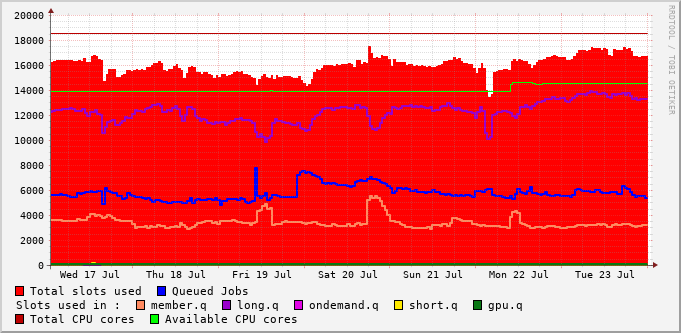 20000
18000
16000
14000
12000
10000
8000
6000
4000
2000
0
Wed 17 Jul Thu 18 Jul Fri 19 Jul Sat 20 Jul Sun 21 Jul Mon 22 Jul Tue 23 Jul
Total slots used Queued Jobs
Slots used in : member.q long.q ondemand.q short.q gpu.q
Total CPU cores Available CPU cores
RRDTOOL / TOBI OETIKER